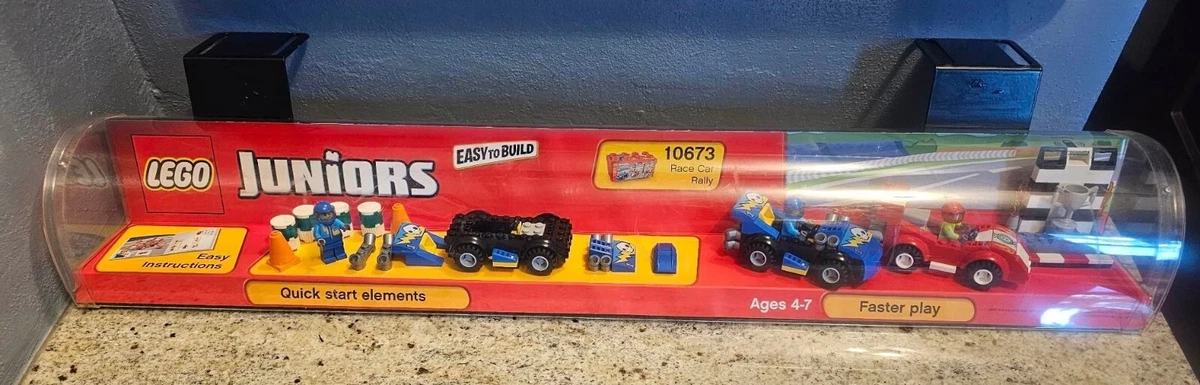 LEGO
JUNIORS
EASY TO BUILD
10673
Race Car
Rally
Easy
Instructions
Quick start elements
Ages 4-7
Faster play